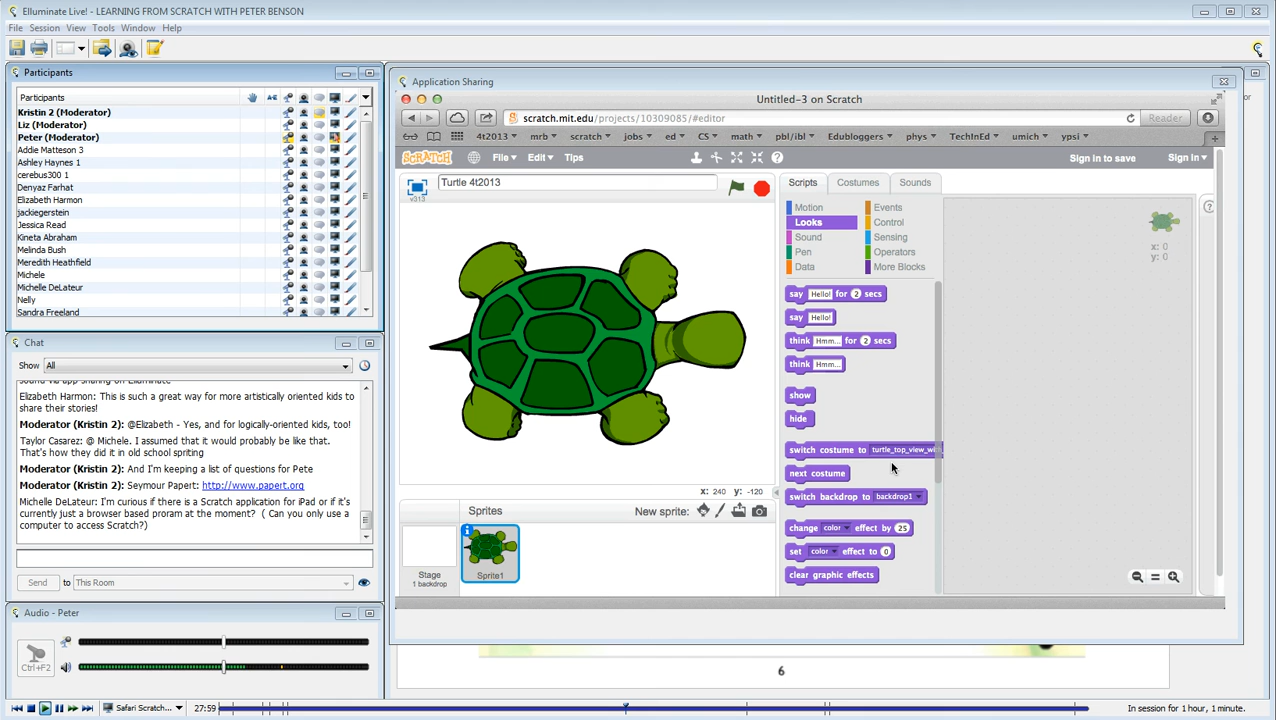 Elluminate Live! - LEARNING FROM SCRATCH WITH PETER BENSON
File Session View Tools Window Help
Participants
Participants
Kristin 2 (Moderator)
Liz (Moderator)
Peter (Moderator)
Addie Matteson 3
Ashley Haynes 1
cerebus300 1
Denyaz Farhat
Elizabeth Harmon
jackiegerstein
Jessica Read
Kineta Abraham
Melinda Bush
Meredith Heathfield
Michele
Michelle DeLateur
Nelly
Sandra Freeland
Chat
Show All
sound via app sharing on Elluminate
Elizabeth Harmon: This is such a great way for more artistically oriented kids to
share their stories!
Moderator (Kristin 2): @Elizabeth - Yes, and for logically-oriented kids, too!
Taylor Casarez: @ Michele. I assumed that it would probably be like that.
That's how they did it in old school spriting
Moderator (Kristin 2): And I'm keeping a list of questions for Pete
Moderator (Kristin 2): Seymour Papert: http://www.papert.org
Michelle DeLateur: I'm curious if there is a Scratch application for iPad or if it's
currently just a browser based proram at the moment? ( Can you only use a
computer to access Scratch?)
Send to This Room
Audio - Peter
Ctrl+F2
Application Sharing
Untitled-3 on Scratch
scratch.mit.edu/projects/10309085/#editor
Reader
4t2013 mrb scratch jobs ed CS math pbl/ibl Edubloggers phys TechInEd umich ypsi
SCRATCH File Edit Tips Sign in to save Sign in
v313
Turtle 4t2013
Scripts Costumes Sounds
Motion Events
Looks Control
Sound Sensing
Pen Operators
Data More Blocks
say Hello! for 2 secs
say Hello!
think Hmm... for 2 secs
think Hmm...
show
hide
switch costume to turtle_top_view_wi
next costume
switch backdrop to backdrop1
change color effect by 25
set color effect to 0
clear graphic effects
x: 0
y: 0
x: 240 y: -120
Sprites New sprite:
Stage
1 backdrop
Sprite1
6
Safari Scratch... 27:59 In session for 1 hour, 1 minute.